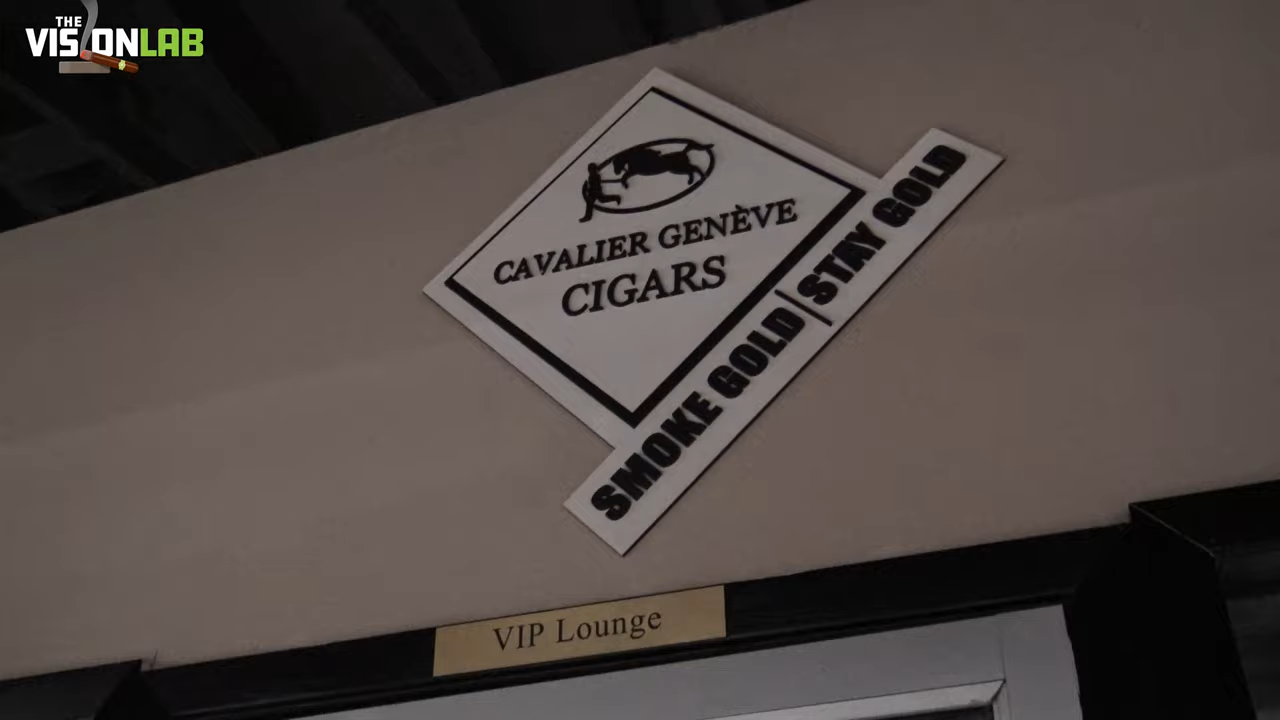 THE
VISIONLAB
CAVALIER GENÈVE
CIGARS
SMOKE GOLD|STAY GOLD
VIP Lounge